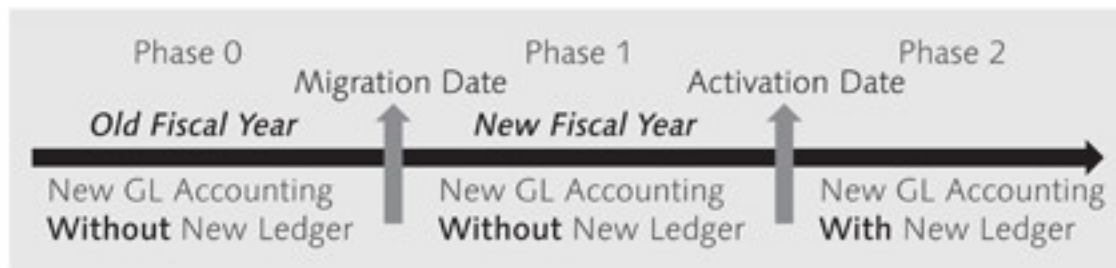 Phase 0
Phase 1
Phase 2
Migration Date
Activation Date
Old Fiscal Year
New Fiscal Year
New GL Accounting
Without New Ledger
New GL Accounting
Without New Ledger
New GL Accounting
With New Ledger